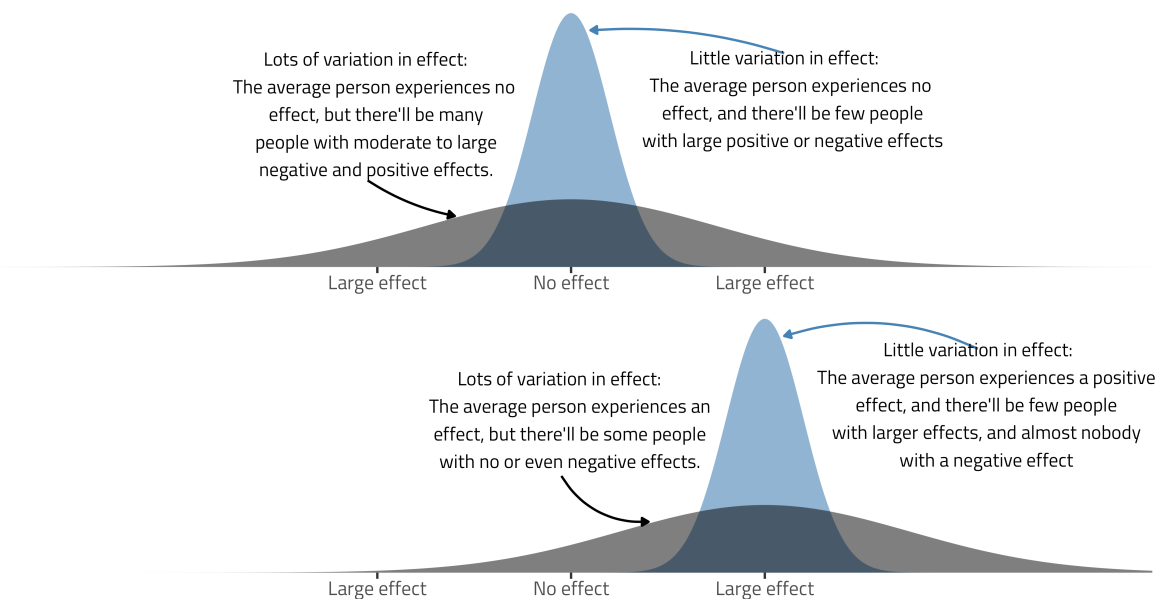 Lots of variation in effect:
The average person experiences no
effect, but there'll be many
people with moderate to large
negative and positive effects.
Little variation in effect:
The average person experiences no
effect, and there'll be few people
with large positive or negative effects
Large effect
No effect
Large effect
Lots of variation in effect:
The average person experiences an
effect, but there'll be some people
with no or even negative effects.
Little variation in effect:
The average person experiences a positive
effect, and there'll be few people
with larger effects, and almost nobody
with a negative effect
Large effect
No effect
Large effect